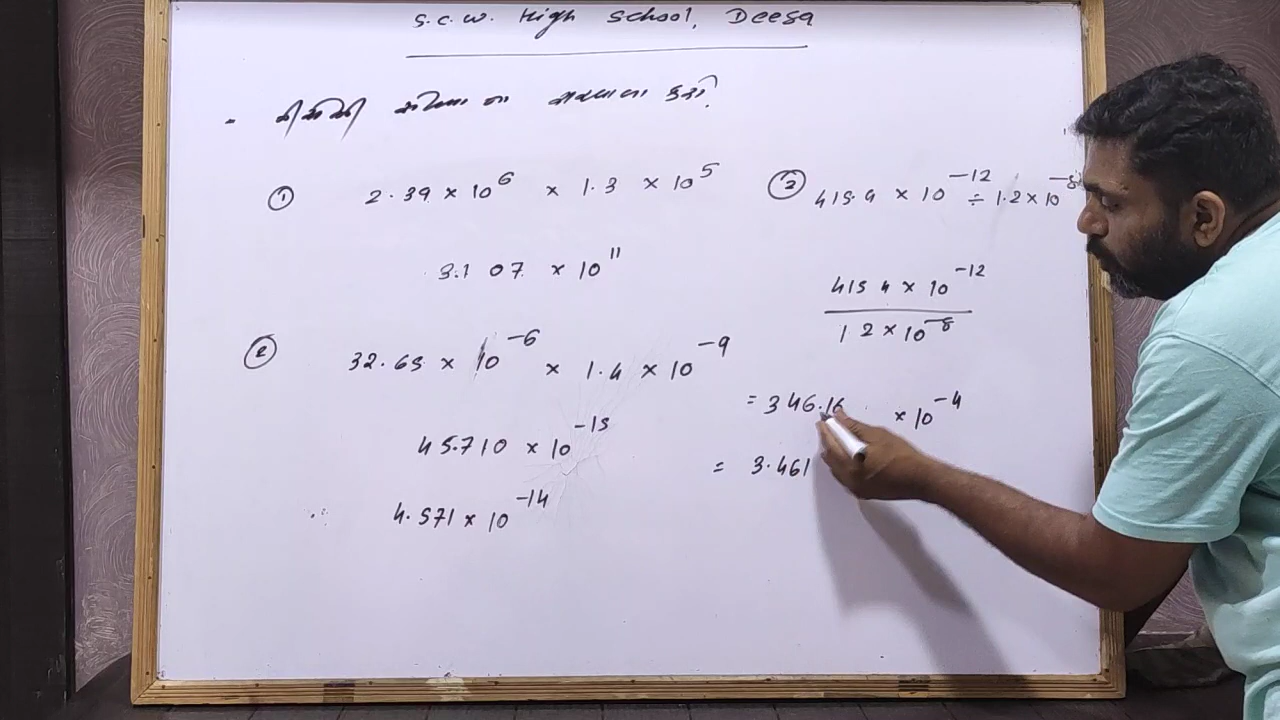 S.C.W. High School, Deesa
નીચેની સંખ્યા ના સરવાળા કરો.
① 2.39 × 10⁶ × 1.3 × 10⁵
3.107 × 10¹¹
② 32.65 × 10⁻⁶ × 1.4 × 10⁻⁹
45.710 × 10⁻¹⁵
∴ 4.571 × 10⁻¹⁴
③ 415.4 × 10⁻¹² ÷ 1.2 × 10⁻⁸
415 4 × 10⁻¹²
1 2 × 10⁻⁸
= 346.16 × 10⁻⁴
= 3.461